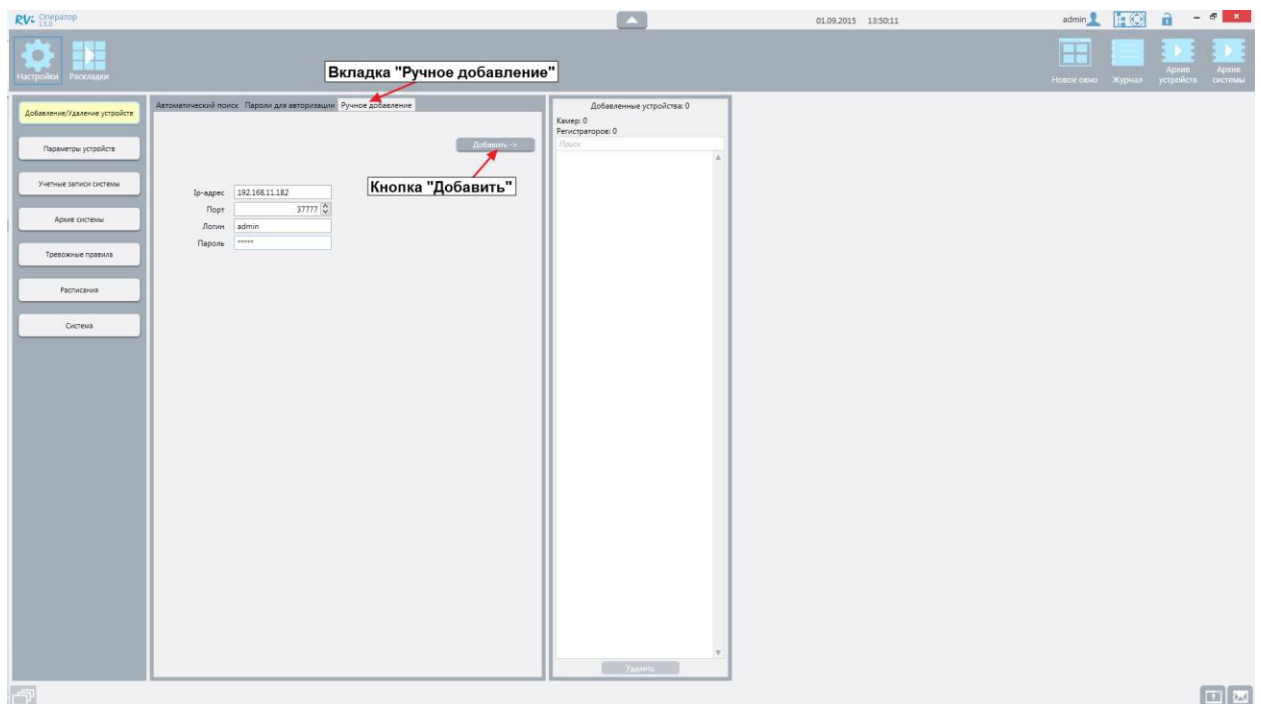 RVi Оператор
1.5.0
01.09.2015 13:50:11
admin
Настройки
Раскладки
Вкладка "Ручное добавление"
Новое окно
Журнал
Архив
устройств
Архив
системы
Добавление/Удаление устройств
Параметры устройств
Учетные записи системы
Архив системы
Тревожные правила
Расписания
Система
Автоматический поиск Пароли для авторизации Ручное добавление
Добавить ->
Кнопка "Добавить"
Ip-адрес 192.168.11.182
Порт 37777
Логин admin
Пароль *****
Добавленные устройства: 0
Камер: 0
Регистраторов: 0
Поиск
Удалить